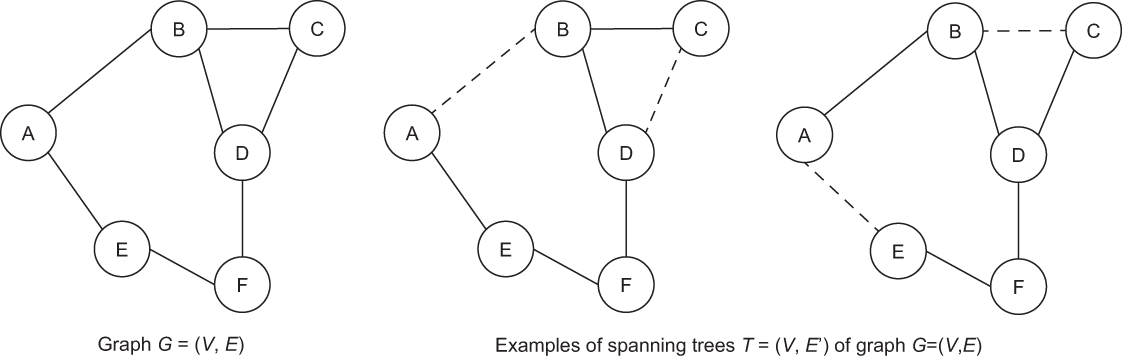 B
C
A
D
E
F
Graph G = (V, E)
B
C
A
D
E
F
B
C
A
D
E
F
Examples of spanning trees T = (V, E’) of graph G=(V,E)